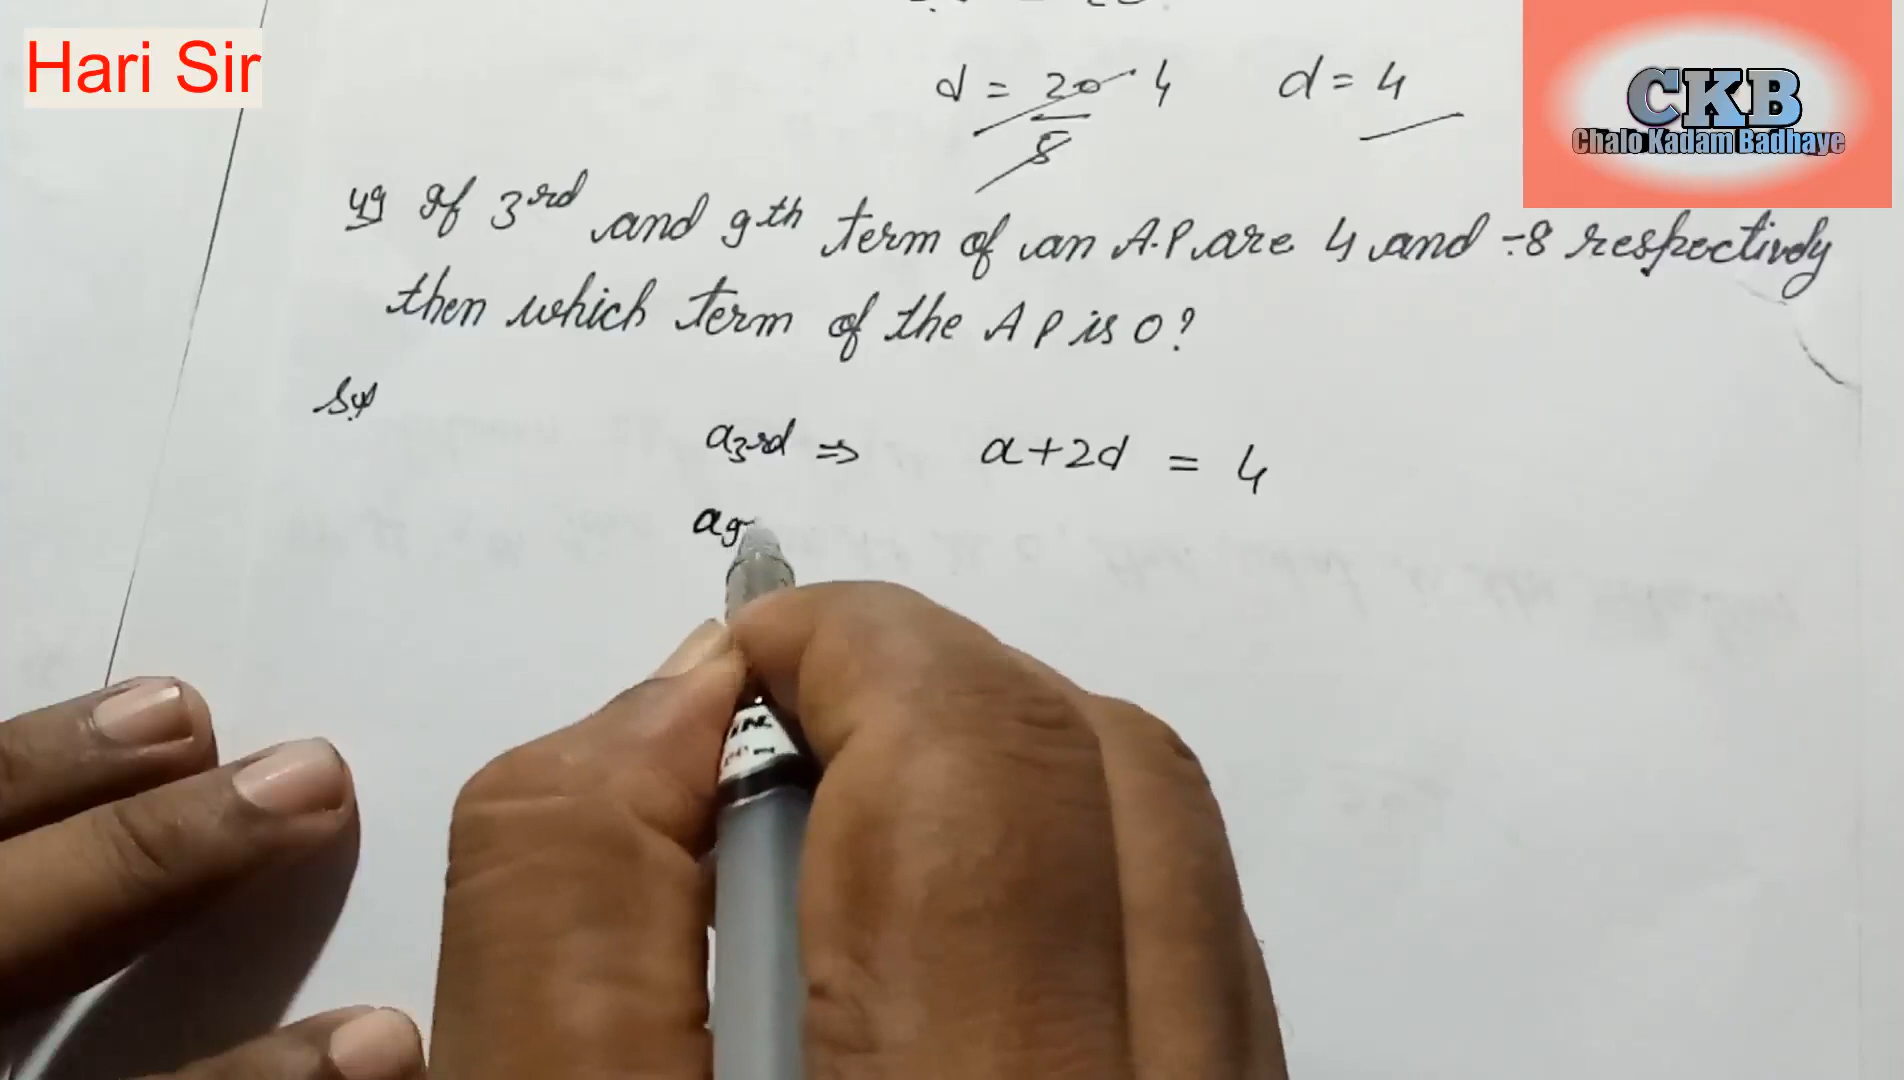 Hari Sir
CKB
Chalo Kadam Badhaye
d = 20 4 d = 4
5
49 If 3rd and 9th term of an A.P are 4 and -8 respectively
then which term of the AP is 0?
Sol
a3rd ⇒ a+2d = 4
a9